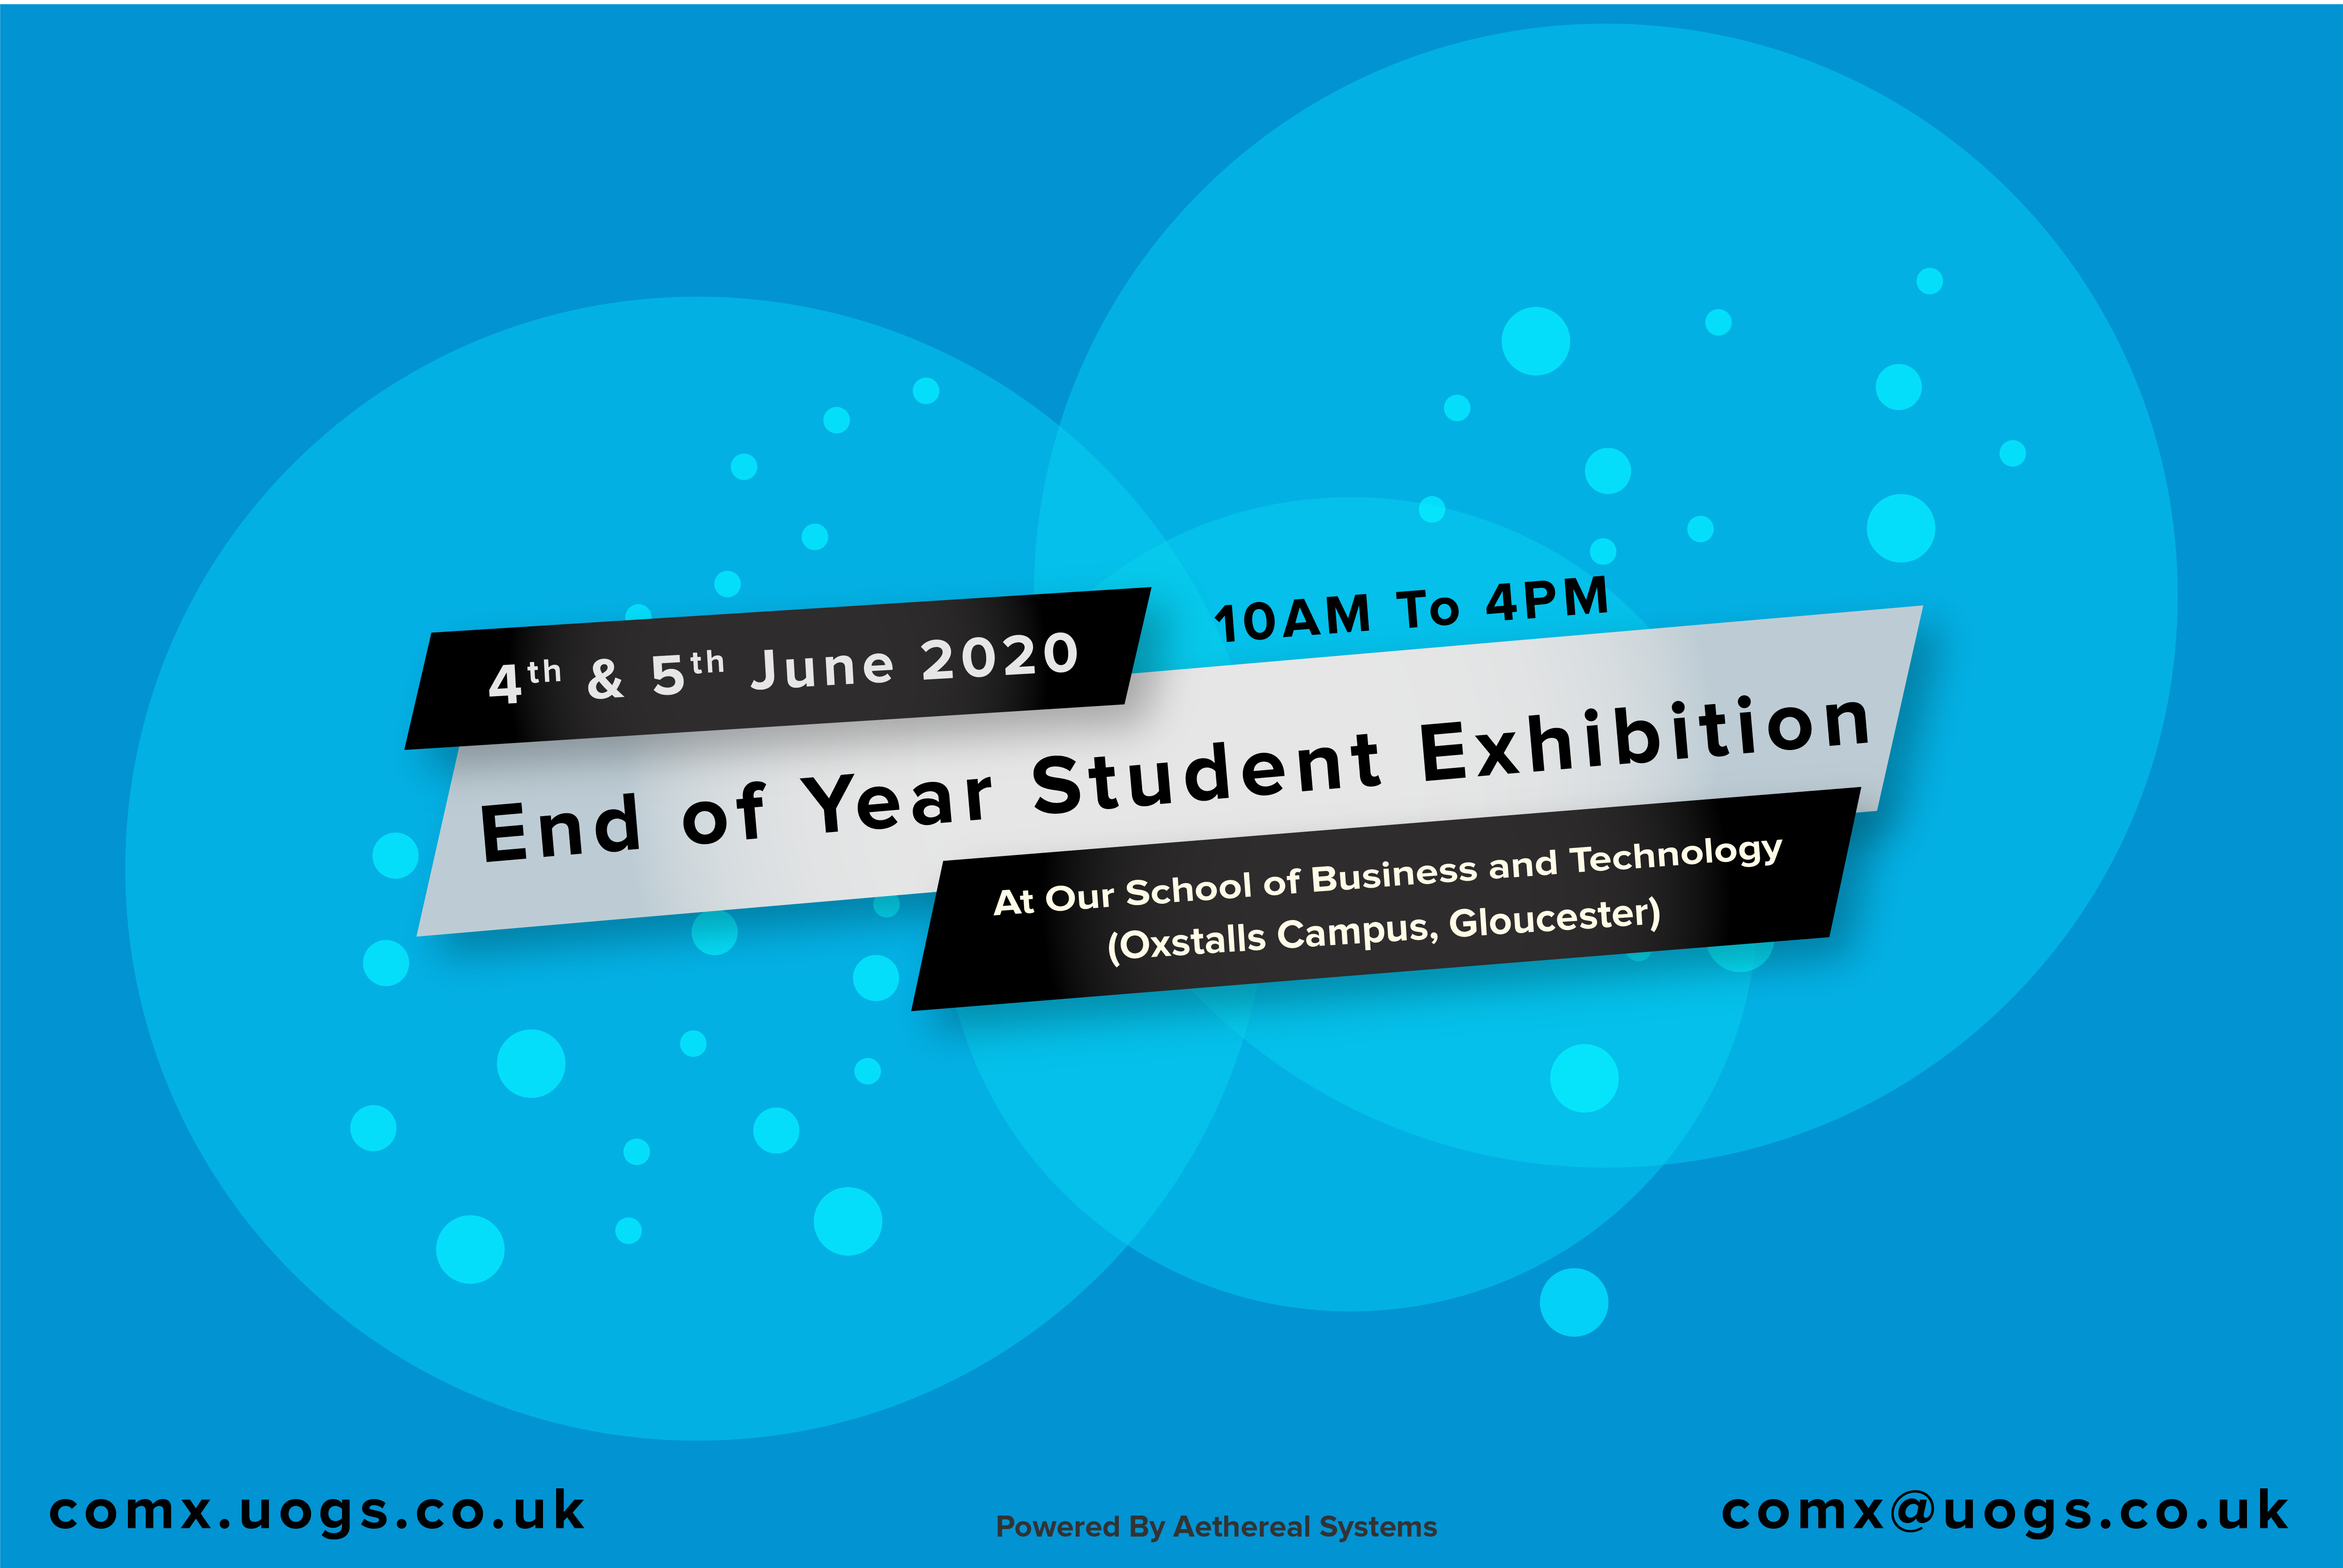 4th & 5th June 2020
10AM To 4PM
End of Year Student Exhibition
At Our School of Business and Technology
(Oxstalls Campus, Gloucester)
comx.uogs.co.uk
Powered By Aethereal Systems
comx@uogs.co.uk